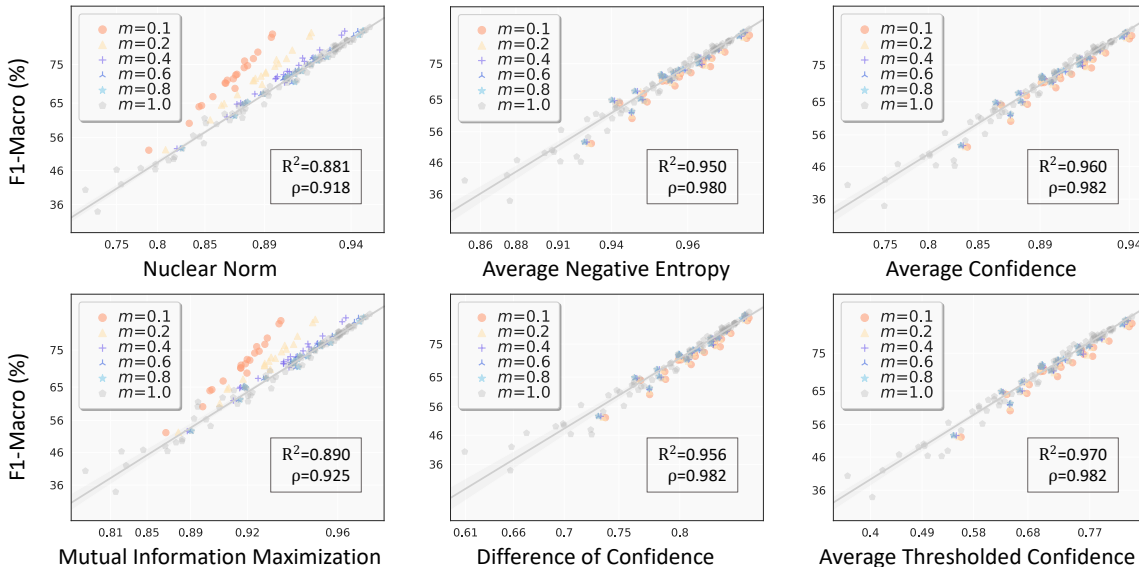 F1-Macro (%)
75
65
56
46
36
m=0.1
m=0.2
m=0.4
m=0.6
m=0.8
m=1.0
R²=0.881
ρ=0.918
0.75 0.8 0.85 0.89 0.94
Nuclear Norm
75
65
56
46
36
m=0.1
m=0.2
m=0.4
m=0.6
m=0.8
m=1.0
R²=0.950
ρ=0.980
0.86 0.88 0.91 0.94 0.96
Average Negative Entropy
75
65
56
46
36
m=0.1
m=0.2
m=0.4
m=0.6
m=0.8
m=1.0
R²=0.960
ρ=0.982
0.75 0.8 0.85 0.89 0.94
Average Confidence
F1-Macro (%)
75
65
56
46
36
m=0.1
m=0.2
m=0.4
m=0.6
m=0.8
m=1.0
R²=0.890
ρ=0.925
0.81 0.85 0.89 0.92 0.96
Mutual Information Maximization
75
65
56
46
36
m=0.1
m=0.2
m=0.4
m=0.6
m=0.8
m=1.0
R²=0.956
ρ=0.982
0.61 0.66 0.7 0.75 0.8
Difference of Confidence
75
65
56
46
36
m=0.1
m=0.2
m=0.4
m=0.6
m=0.8
m=1.0
R²=0.970
ρ=0.982
0.4 0.49 0.58 0.68 0.77
Average Thresholded Confidence